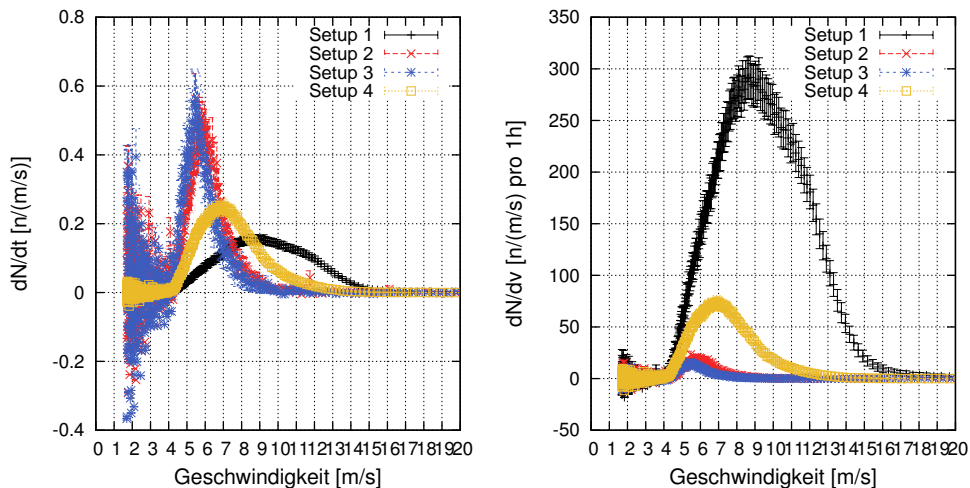 0.8
0.6
0.4
0.2
0
-0.2
-0.4
dN/dt [n/(m/s)]
Setup 1
Setup 2
Setup 3
Setup 4
0 1 2 3 4 5 6 7 8 9 10 11 12 13 14 15 16 17 18 19 20
Geschwindigkeit [m/s]
350
300
250
200
150
100
50
0
-50
dN/dv [n/(m/s) pro 1h]
Setup 1
Setup 2
Setup 3
Setup 4
0 1 2 3 4 5 6 7 8 9 10 11 12 13 14 15 16 17 18 19 20
Geschwindigkeit [m/s]